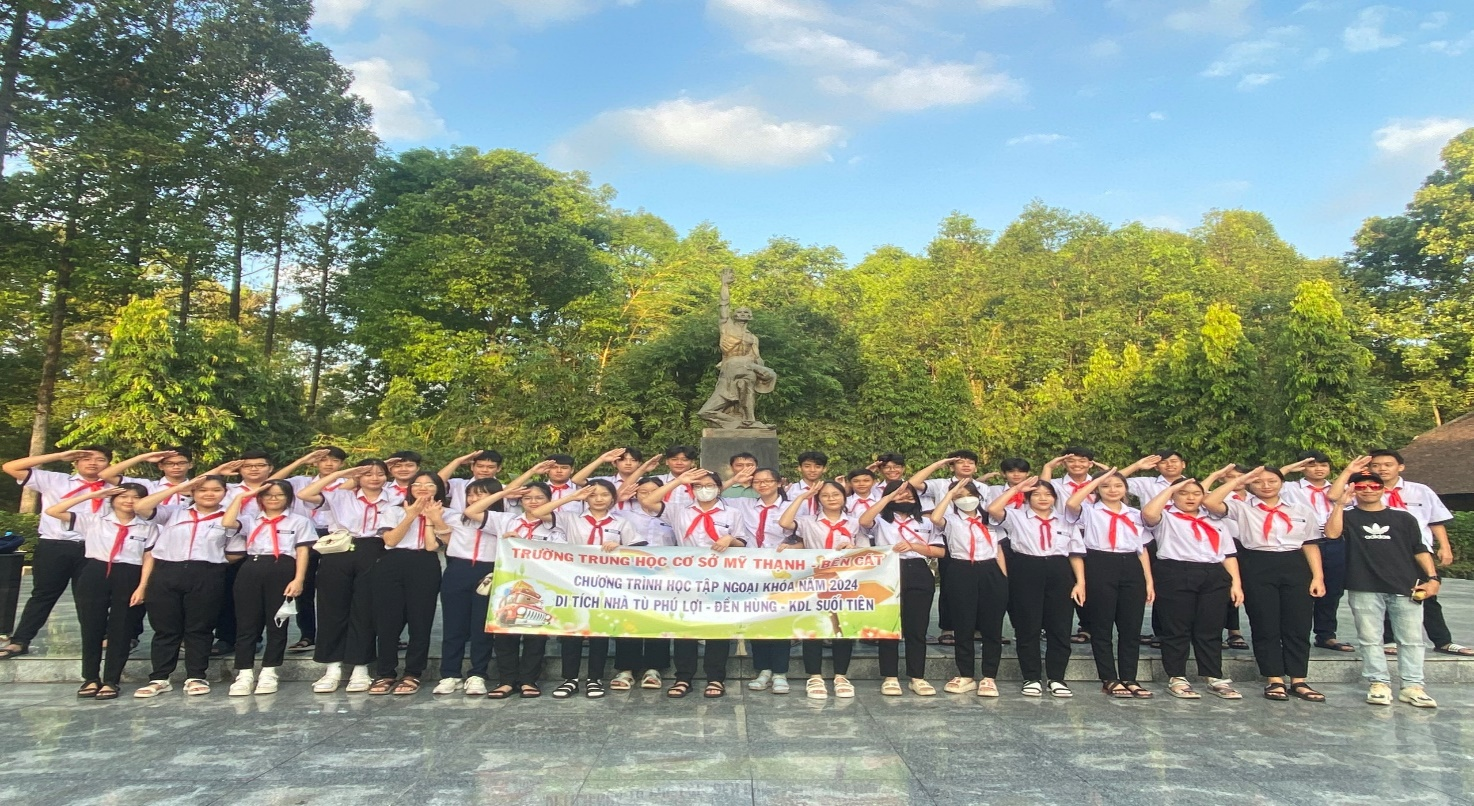 TRƯỜNG TRUNG HỌC CƠ SỞ MỸ THẠNH - BẾN CÁT
CHƯƠNG TRÌNH HỌC TẬP NGOẠI KHÓA NĂM 2024
DI TÍCH NHÀ TÙ PHÚ LỢI - ĐỀN HÙNG - KDL SUỐI TIÊN
adidas